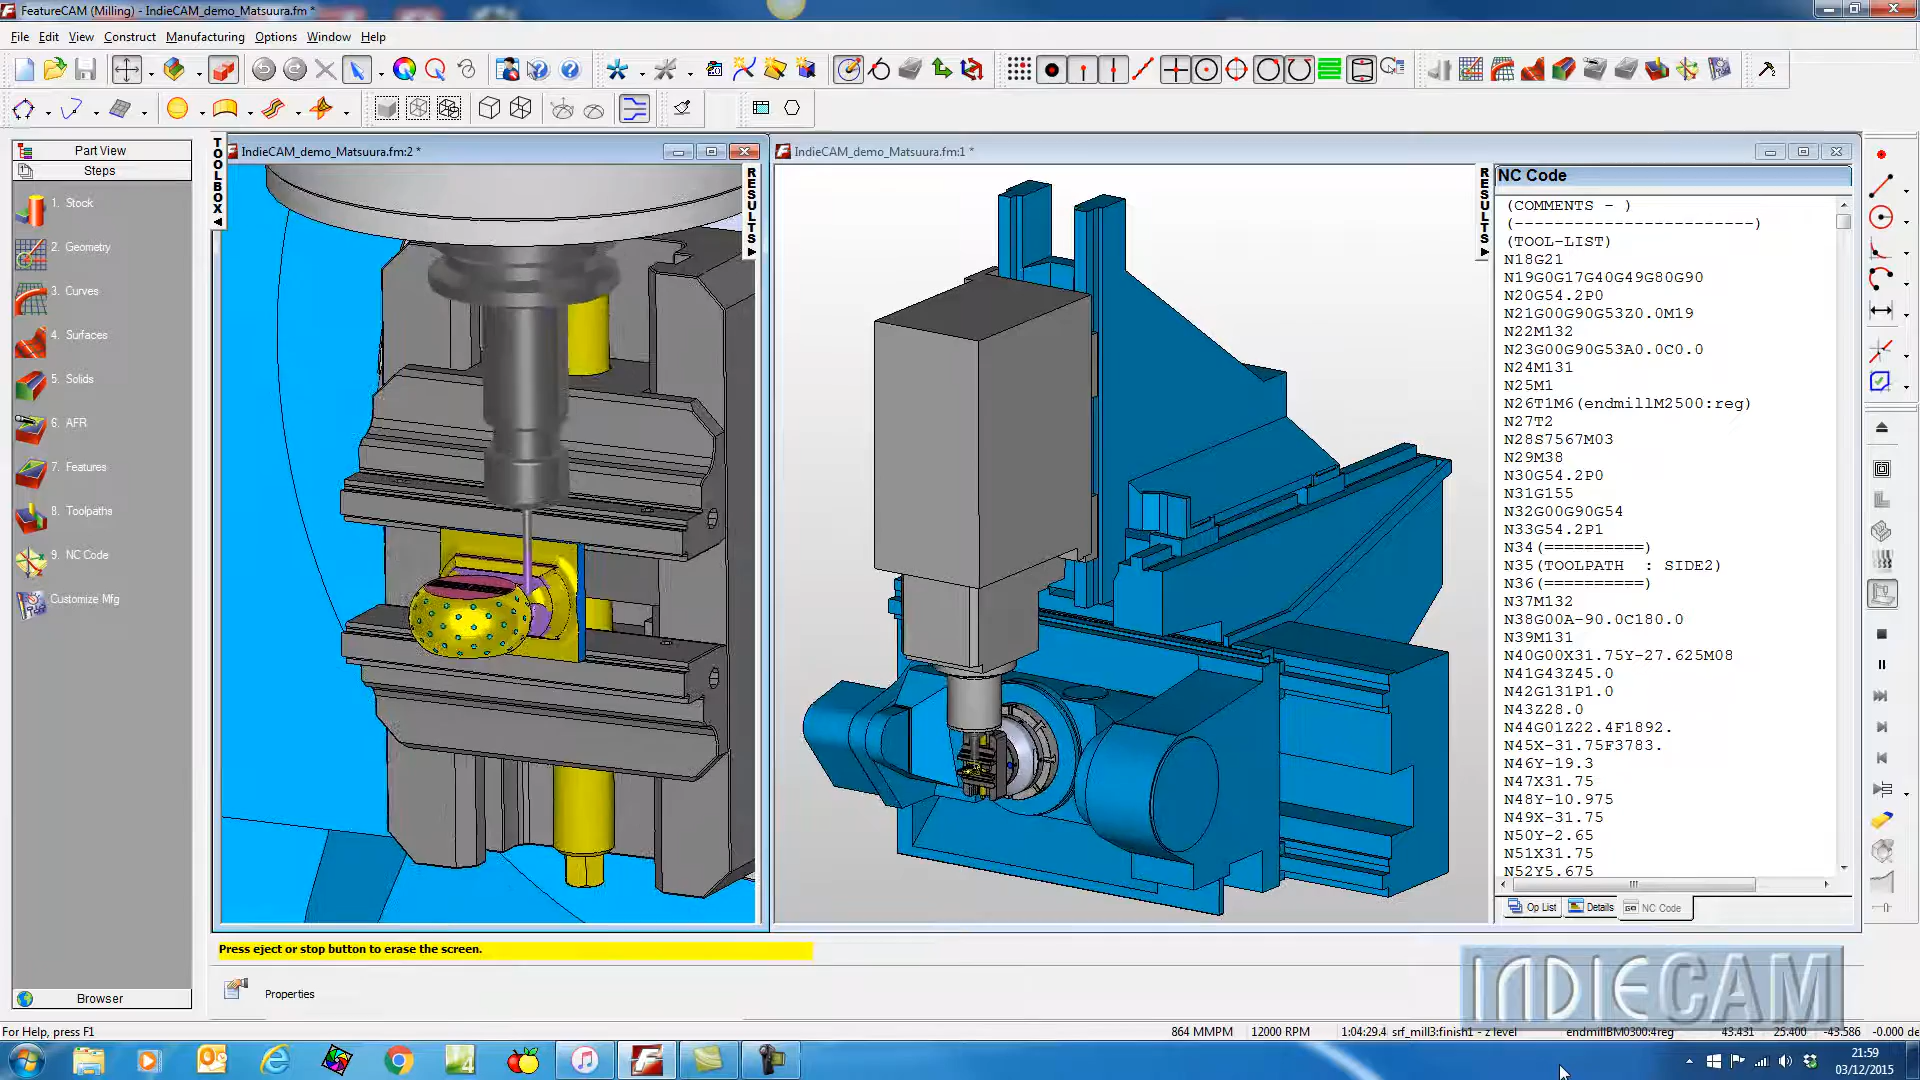 FeatureCAM (Milling) - IndieCAM_demo_Matsuura.fm *
File Edit View Construct Manufacturing Options Window Help
Part View
Steps
1. Stock
2. Geometry
3. Curves
4. Surfaces
5. Solids
6. AFR
7. Features
8. Toolpaths
9. NC Code
Customize Mfg
Browser
TOOLBOX
IndieCAM_demo_Matsuura.fm:2 *
RESULTS
IndieCAM_demo_Matsuura.fm:1 *
RESULTS
NC Code
(COMMENTS - )
(------------------------)
(TOOL-LIST)
N18G21
N19G0G17G40G49G80G90
N20G54.2P0
N21G00G90G53Z0.0M19
N22M132
N23G00G90G53A0.0C0.0
N24M131
N25M1
N26T1M6(endmillM2500:reg)
N27T2
N28S7567M03
N29M38
N30G54.2P0
N31G155
N32G00G90G54
N33G54.2P1
N34(==========)
N35(TOOLPATH : SIDE2)
N36(==========)
N37M132
N38G00A-90.0C180.0
N39M131
N40G00X31.75Y-27.625M08
N41G43Z45.0
N42G131P1.0
N43Z28.0
N44G01Z22.4F1892.
N45X-31.75F3783.
N46Y-19.3
N47X31.75
N48Y-10.975
N49X-31.75
N50Y-2.65
N51X31.75
N52Y5.675
Op List Details NC Code
Press eject or stop button to erase the screen.
Properties
INDIECAM
For Help, press F1
864 MMPM 12000 RPM 1:04:29.4 srf_mill3:finish1 - z level endmillBM0300:4reg 43.431 25.400 -43.586 -0.000 de
21:59
03/12/2015